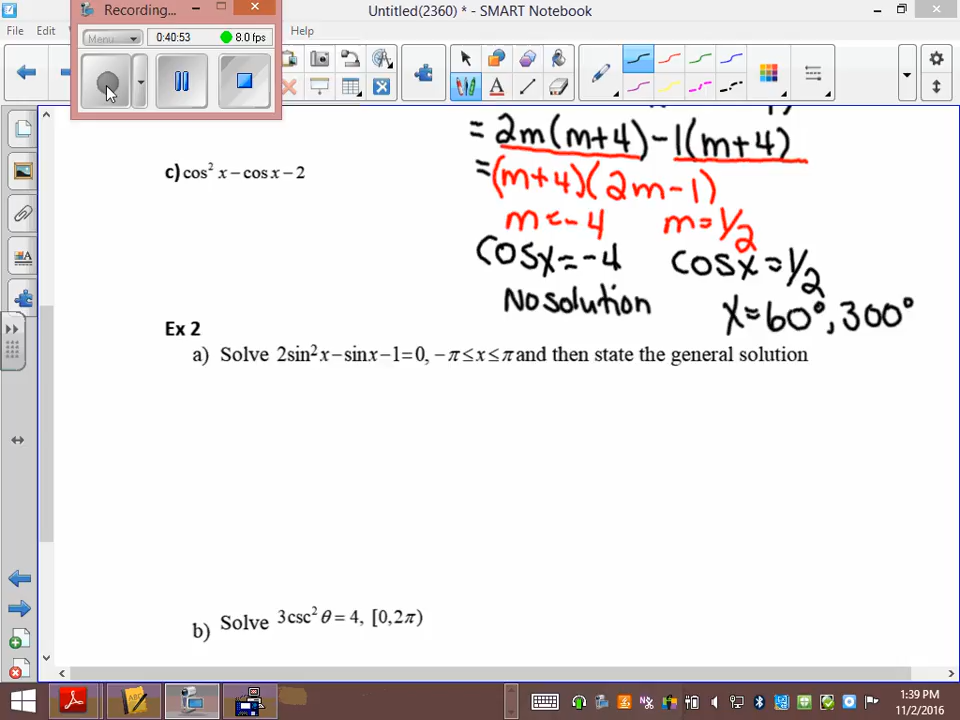 Recording...
Untitled(2360) * - SMART Notebook
Menu
0:40:53
8.0 fps
File Edit Help
= 2m(m+4)-1(m+4)
c) cos² x - cos x - 2
=(m+4)(2m-1)
m=-4 m=1/2
cosx=-4 cosx=1/2
No solution x=60°,300°
Ex 2
a) Solve 2sin²x-sinx-1=0, -π≤x≤π and then state the general solution
b) Solve 3csc²θ=4, [0,2π)
1:39 PM
11/2/2016